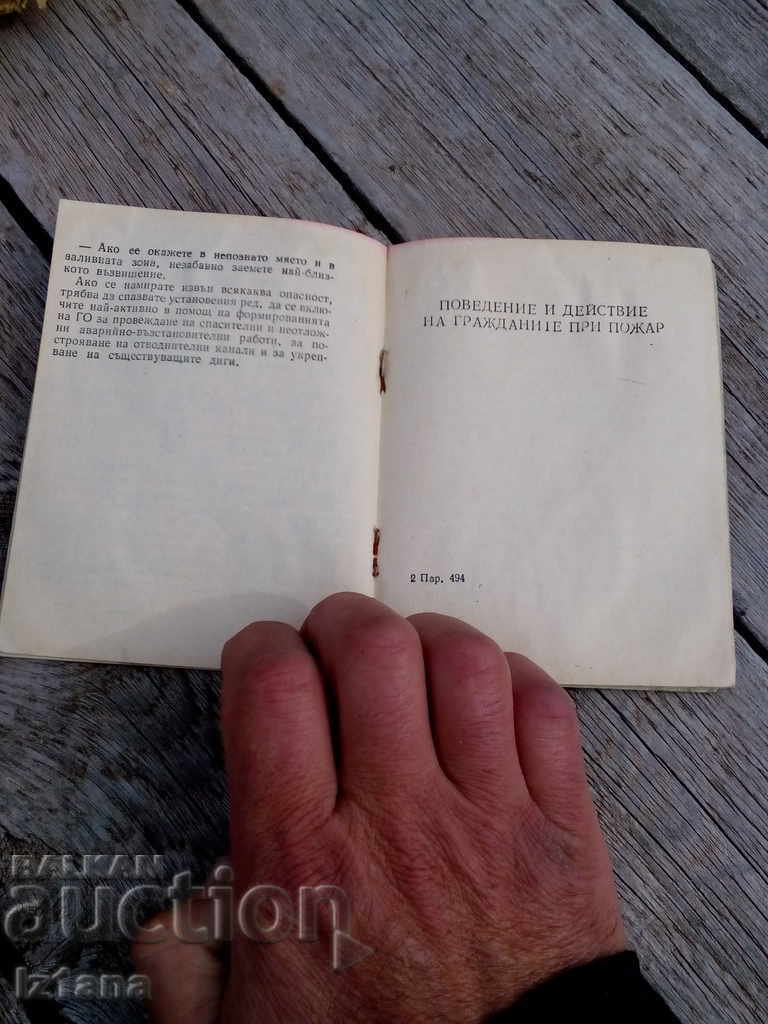 — Ако се окажете в непознато място и в
заливната зона, незабавно заемете най-близ-
кото възвишение.
Ако се намирате извън всякаква опасност,
трябва да спазвате установения ред, да се вклю-
чите най-активно в помощ на формированията
на ГО за провеждане на спасителни и неотлож-
ни аварийно-възстановителни работи, за по-
строяване на отводнителни канали и за укреп-
ване на съществуващите диги.
ПОВЕДЕНИЕ И ДЕЙСТВИЕ
НА ГРАЖДАНИТЕ ПРИ ПОЖАР
2 Пар. 494
BALKAN
auction
Iztana